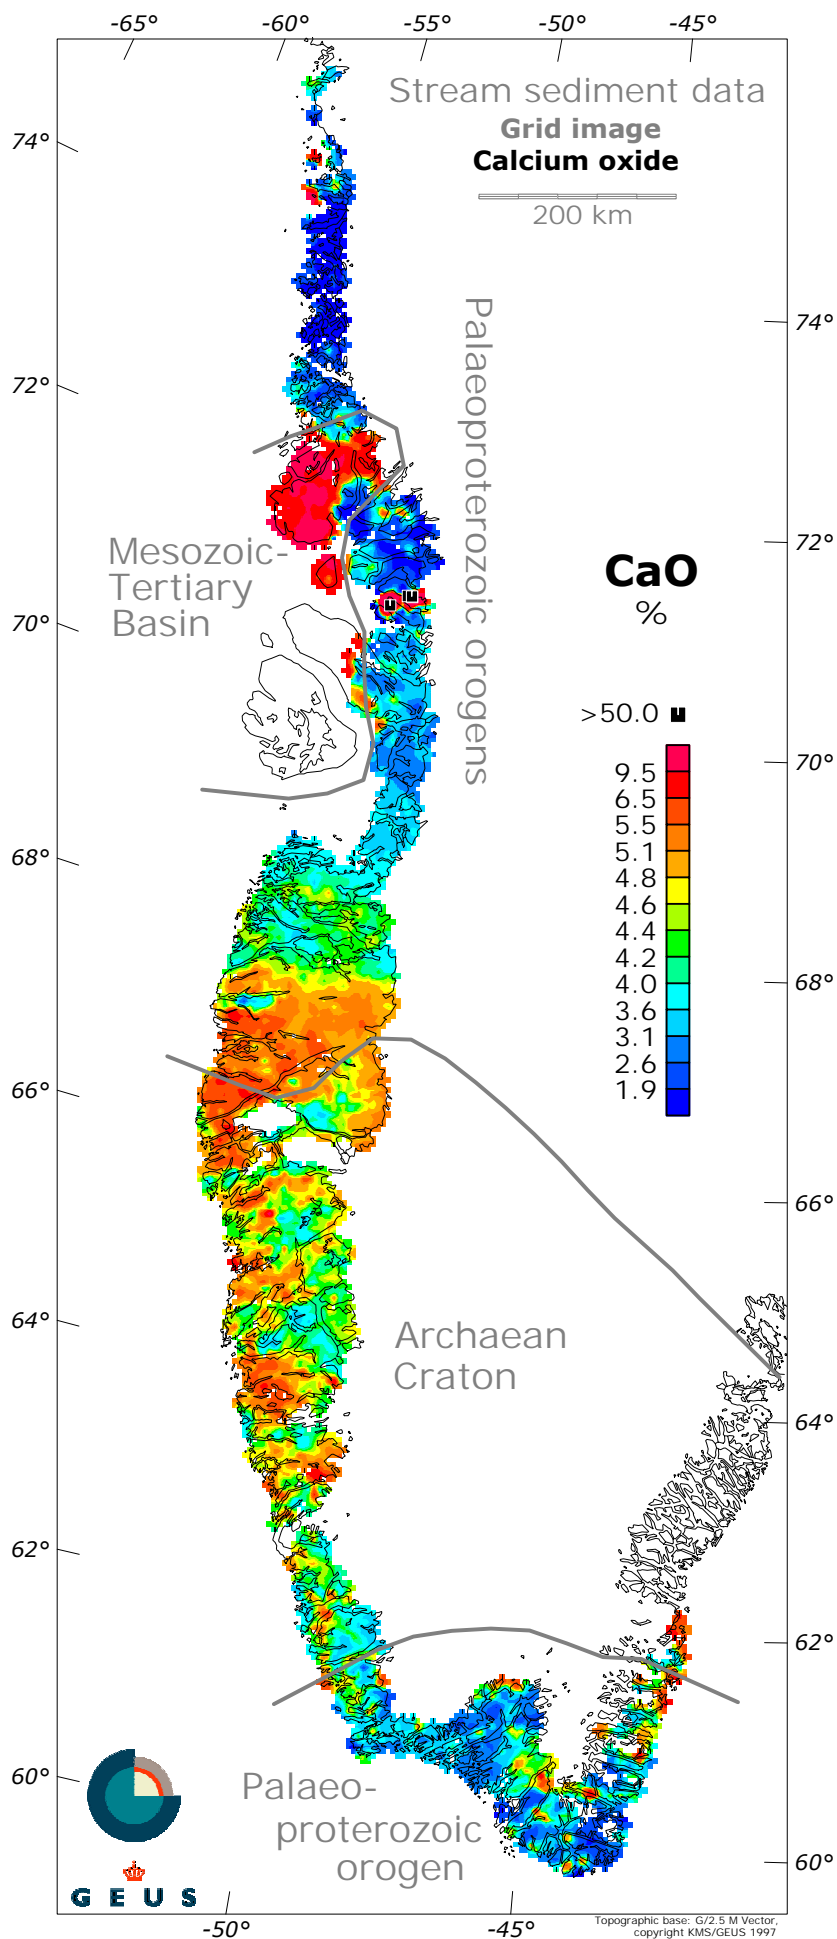 -65° -60° -55° -50° -45°
Stream sediment data
Grid image
Calcium oxide
200 km
74°
74°
72°
72°
70°
70°
68°
68°
66°
66°
64°
64°
62°
62°
60°
60°
Palaeoproterozoic orogens
Mesozoic-
Tertiary
Basin
CaO
%
>50.0
9.5
6.5
5.5
5.1
4.8
4.6
4.4
4.2
4.0
3.6
3.1
2.6
1.9
Archaean
Craton
Palaeo-
proterozoic
orogen
G E U S
-50° -45°
Topographic base: G/2.5 M Vector,
copyright KMS/GEUS 1997